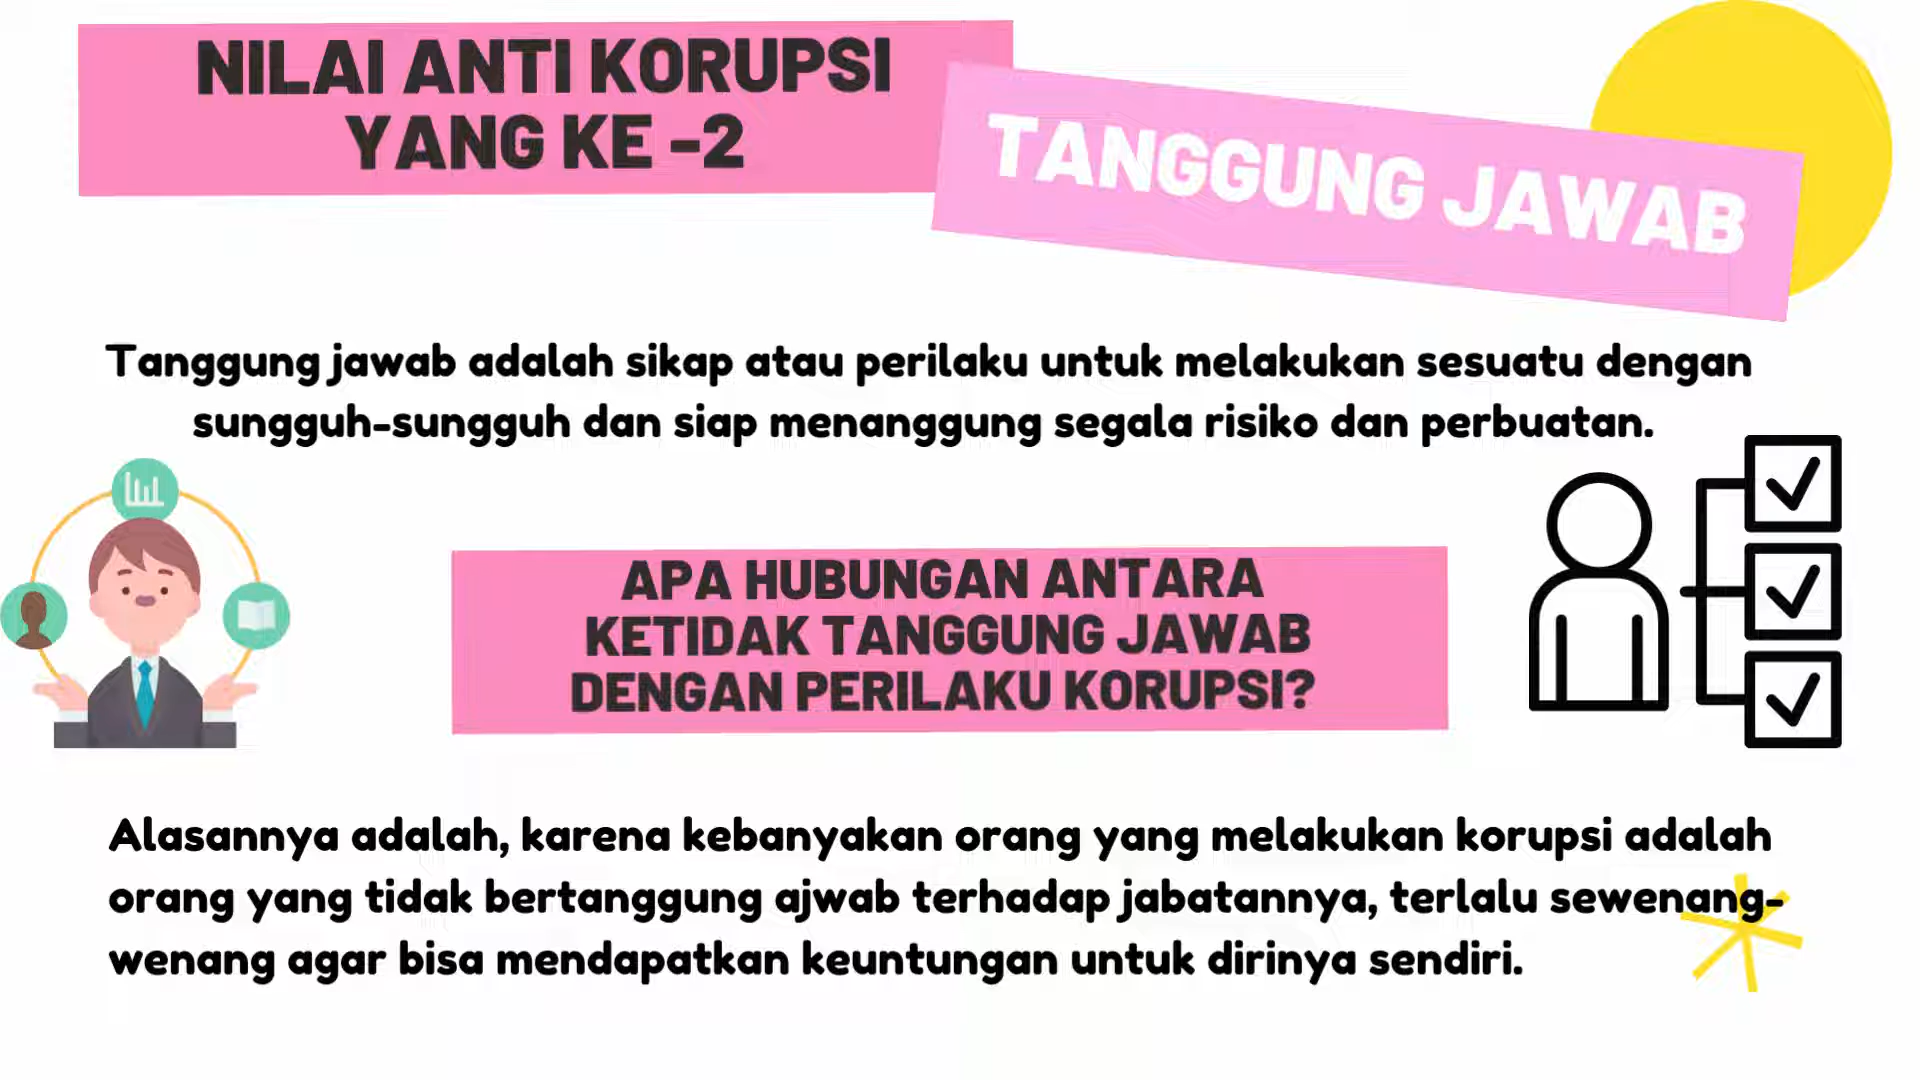 NILAI ANTI KORUPSI
YANG KE -2
TANGGUNG JAWAB
Tanggung jawab adalah sikap atau perilaku untuk melakukan sesuatu dengan
sungguh-sungguh dan siap menanggung segala risiko dan perbuatan.
APA HUBUNGAN ANTARA
KETIDAK TANGGUNG JAWAB
DENGAN PERILAKU KORUPSI?
Alasannya adalah, karena kebanyakan orang yang melakukan korupsi adalah
orang yang tidak bertanggung ajwab terhadap jabatannya, terlalu sewenang-
wenang agar bisa mendapatkan keuntungan untuk dirinya sendiri.